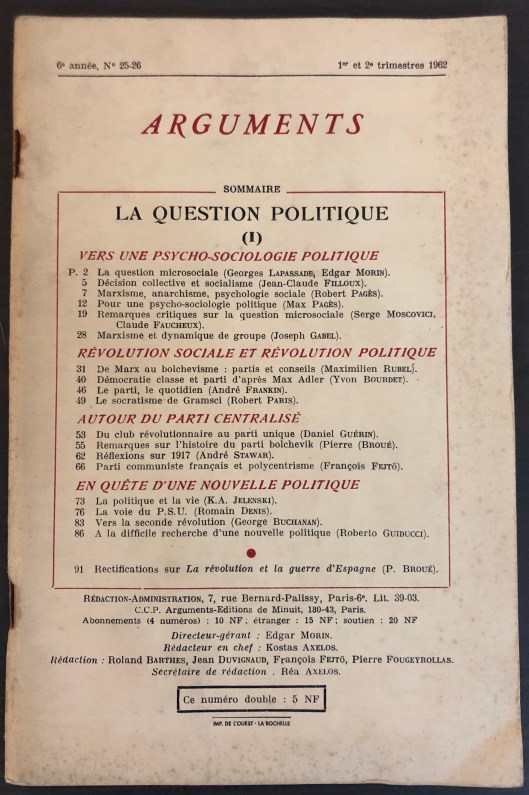 6e année, N° 25-26 1er et 2e trimestres 1962
ARGUMENTS
SOMMAIRE
LA QUESTION POLITIQUE
(I)
VERS UNE PSYCHO-SOCIOLOGIE POLITIQUE
P. 2 La question microsociale (Georges LAPASSADE, Edgar MORIN).
5 Décision collective et socialisme (Jean-Claude FILLOUX).
7 Marxisme, anarchisme, psychologie sociale (Robert PAGÈS).
12 Pour une psycho-sociologie politique (Max PAGÈS).
19 Remarques critiques sur la question microsociale (Serge MOSCOVICI,
Claude FAUCHEUX).
28 Marxisme et dynamique de groupe (Joseph GABEL).
RÉVOLUTION SOCIALE ET RÉVOLUTION POLITIQUE
31 De Marx au bolchevisme : partis et conseils (Maximilien RUBEL).
40 Démocratie classe et parti d'après Max Adler (Yvon BOURDET).
46 Le parti, le quotidien (André FRANKIN).
49 Le socratisme de Gramsci (Robert PARIS).
AUTOUR DU PARTI CENTRALISÉ
53 Du club révolutionnaire au parti unique (Daniel GUÉRIN).
55 Remarques sur l'histoire du parti bolchevik (Pierre (BROUÉ).
62 Réflexions sur 1917 (André STAWAR).
66 Parti communiste français et polycentrisme (François FEJTÖ).
EN QUÊTE D'UNE NOUVELLE POLITIQUE
73 La politique et la vie (K.A. JELENSKI).
76 La voie du P.S.U. (Romain DENIS).
83 Vers la seconde révolution (George BUCHANAN).
86 A la difficile recherche d'une nouvelle politique (Roberto GUIDUCCI).
91 Rectifications sur La révolution et la guerre d'Espagne (P. BROUÉ).
RÉDACTION-ADMINISTRATION, 7, rue Bernard-Palissy, Paris-6e. Lit. 39-03.
C.C.P. Arguments-Editions de Minuit, 180-43, Paris.
Abonnements (4 numéros) : 10 NF ; étranger : 15 NF ; soutien : 20 NF
Directeur-gérant : Edgar MORIN.
Rédacteur en chef : Kostas AXELOS.
Rédaction : Roland BARTHES, Jean DUVIGNAUD, François FEJTÖ, Pierre FOUGEYROLLAS.
Secrétaire de rédaction . Réa AXELOS.
Ce numéro double : 5 NF
IMP. DE L'OUEST - LA ROCHELLE